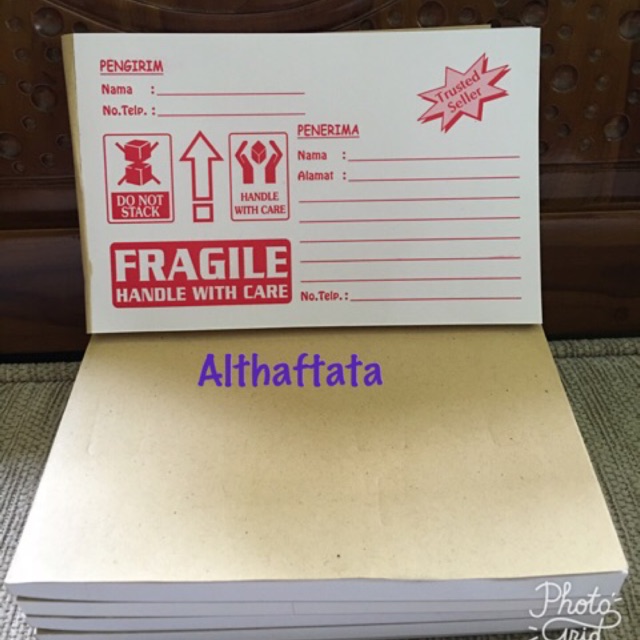 PENGIRIM
Nama :
No.Telp. :
Trusted
Seller
PENERIMA
Nama :
Alamat :
No.Telp. :
DO NOT
STACK
HANDLE
WITH CARE
FRAGILE
HANDLE WITH CARE
Althaftata
Photo
Grid